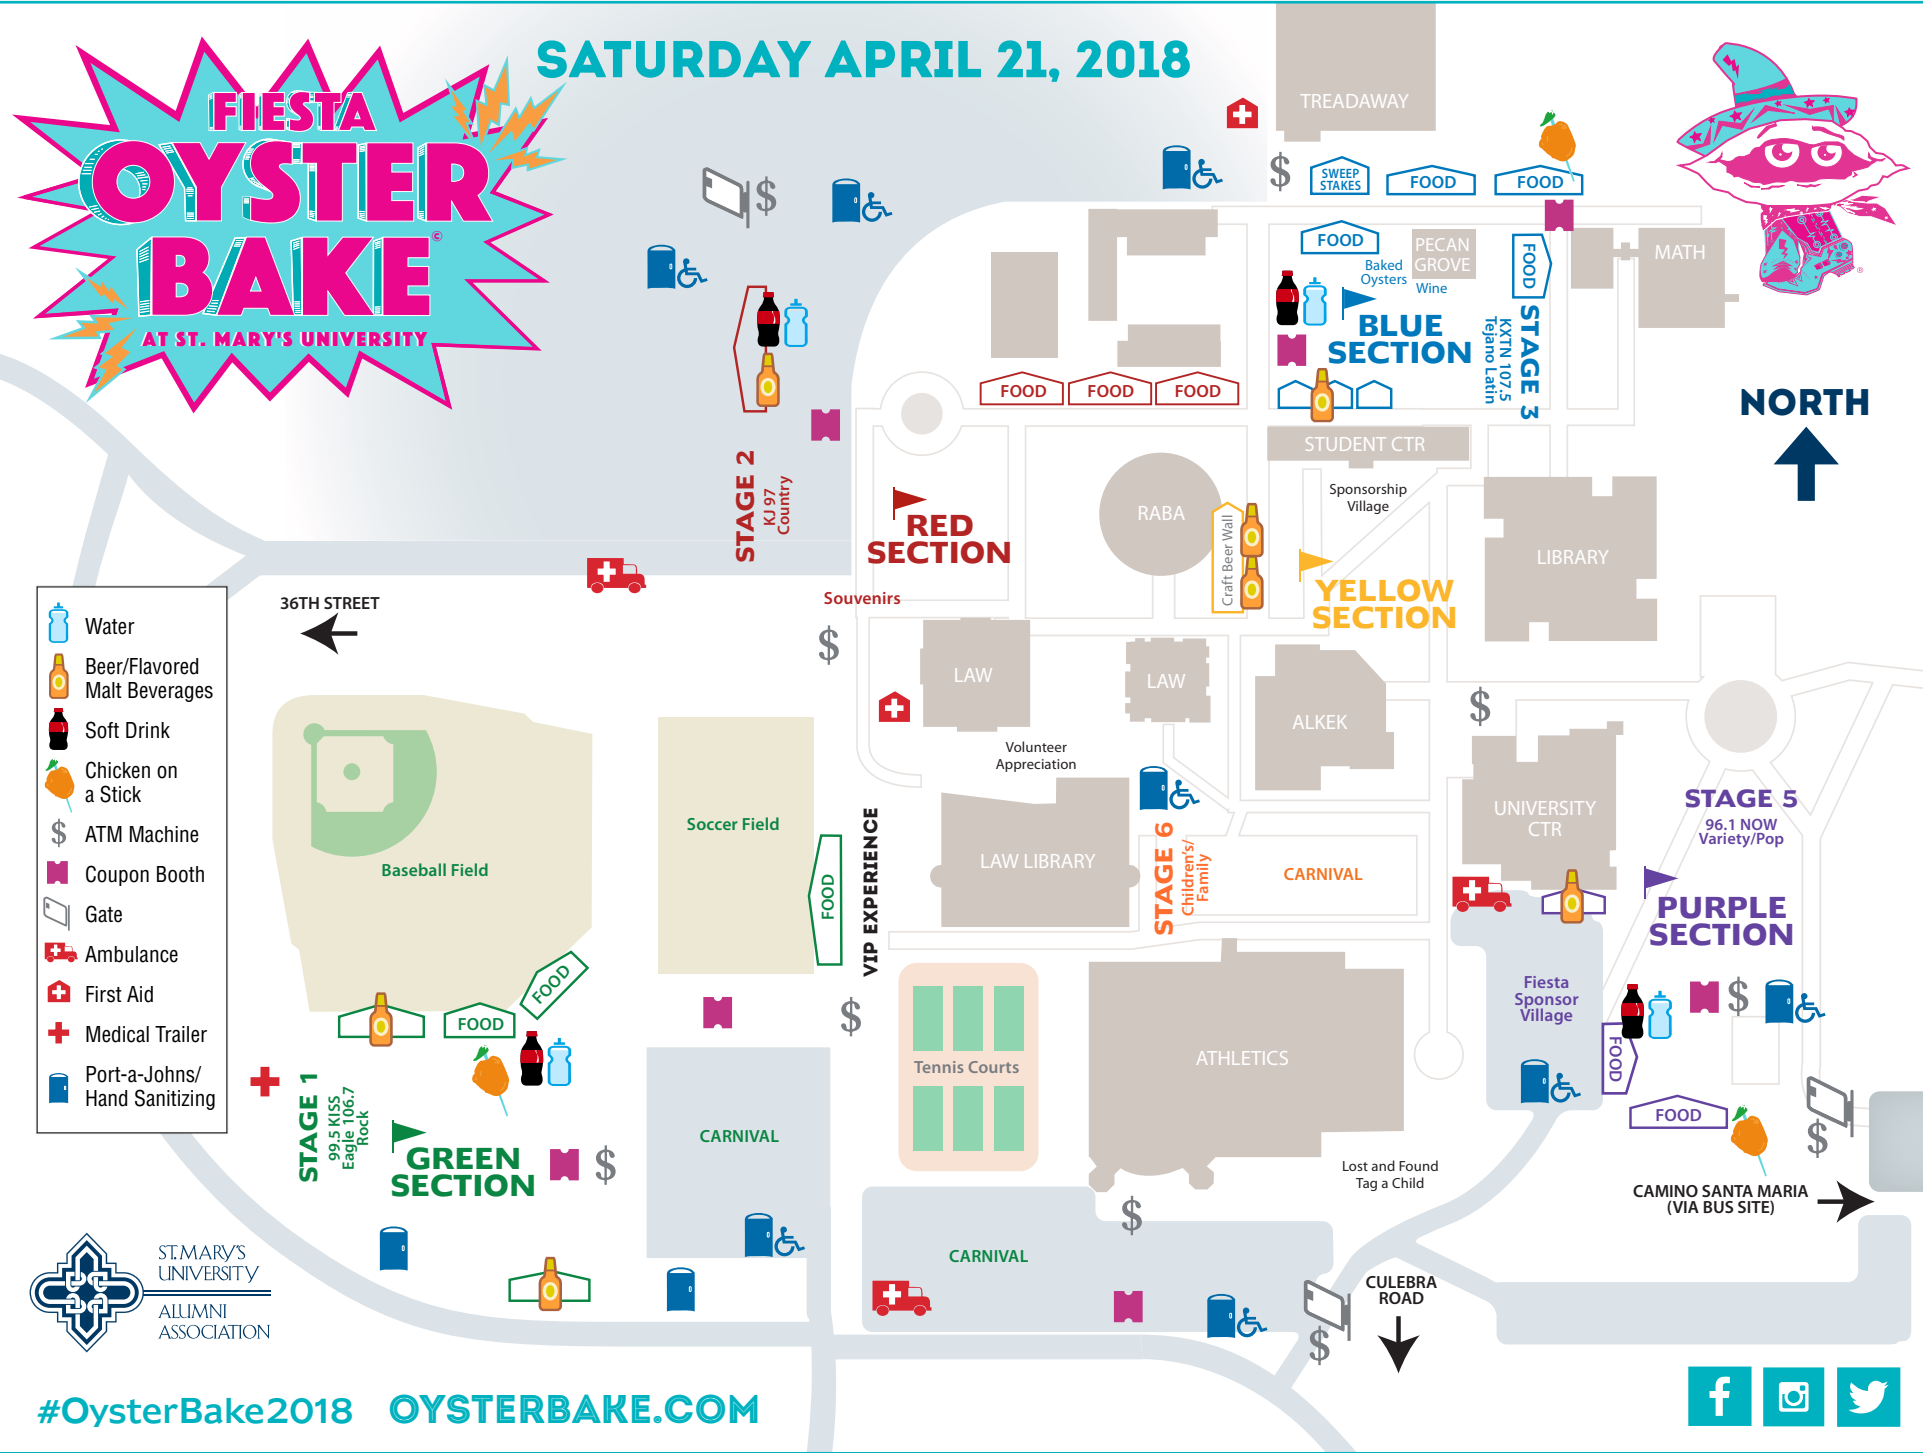 SATURDAY APRIL 21, 2018
FIESTA
OYSTER
BAKE
©
AT ST. MARY'S UNIVERSITY
TREADAWAY
$
$
SWEEP
STAKES
FOOD
FOOD
FOOD
PECAN
GROVE
Baked
Oysters
Wine
FOOD
MATH
®
BLUE
SECTION
STAGE 3
KXTN 107.5
Tejano Latin
NORTH
FOOD
FOOD
FOOD
STUDENT CTR
STAGE 2
KJ 97
Country
RED
SECTION
RABA
Craft Beer Wall
Sponsorship
Village
LIBRARY
YELLOW
SECTION
Souvenirs
$
36TH STREET
Water
Beer/Flavored
Malt Beverages
Soft Drink
Chicken on
a Stick
$ ATM Machine
Coupon Booth
Gate
Ambulance
First Aid
Medical Trailer
Port-a-Johns/
Hand Sanitizing
LAW
LAW
ALKEK
$
Volunteer
Appreciation
Soccer Field
Baseball Field
FOOD
VIP EXPERIENCE
LAW LIBRARY
STAGE 6
Children's/
Family
CARNIVAL
UNIVERSITY
CTR
STAGE 5
96.1 NOW
Variety/Pop
PURPLE
SECTION
FOOD
FOOD
$
Tennis Courts
ATHLETICS
Fiesta
Sponsor
Village
$
FOOD
FOOD
$
STAGE 1
99.5 KISS
Eagle 106.7
Rock
GREEN
SECTION
$
CARNIVAL
Lost and Found
Tag a Child
CAMINO SANTA MARIA
(VIA BUS SITE)
$
CARNIVAL
CULEBRA
ROAD
$
ST. MARY'S
UNIVERSITY
ALUMNI
ASSOCIATION
#OysterBake2018
OYSTERBAKE.COM